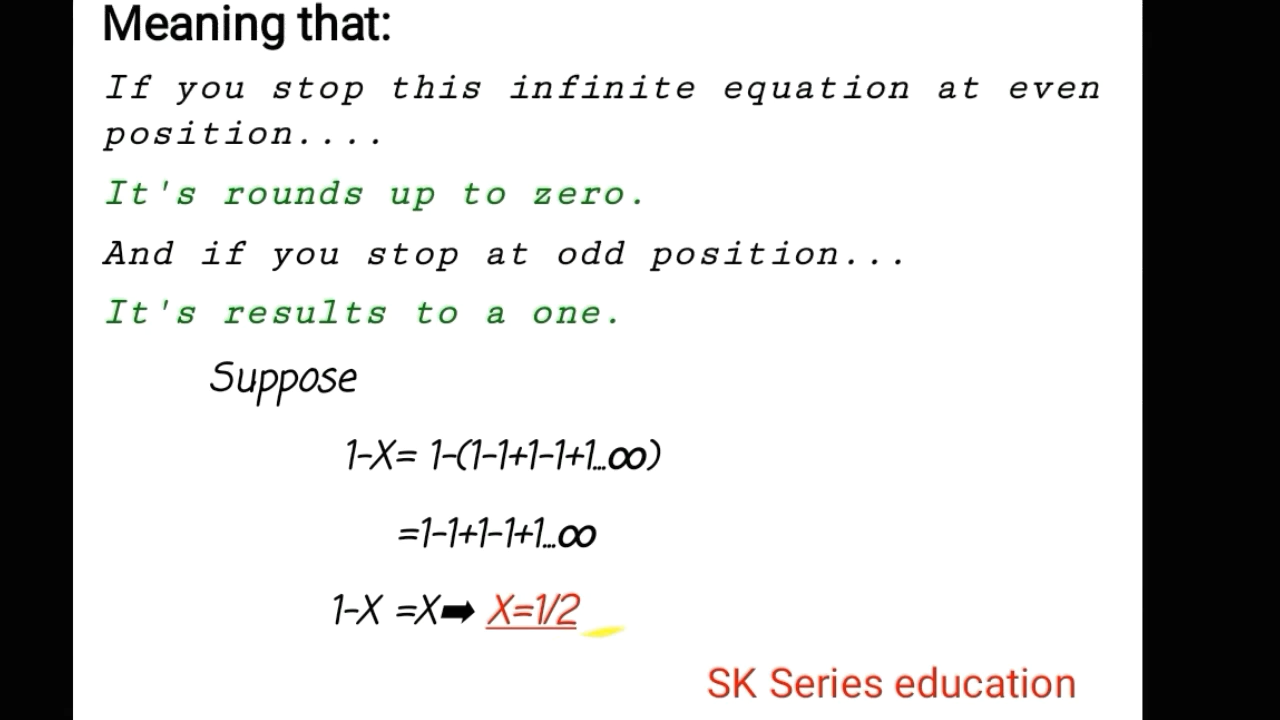 Meaning that:
If you stop this infinite equation at even
position....
It's rounds up to zero.
And if you stop at odd position...
It's results to a one.
Suppose
1-X= 1-(1-1+1-1+1...∞)
=1-1+1-1+1...∞
1-X =X➡ X=1/2
SK Series education